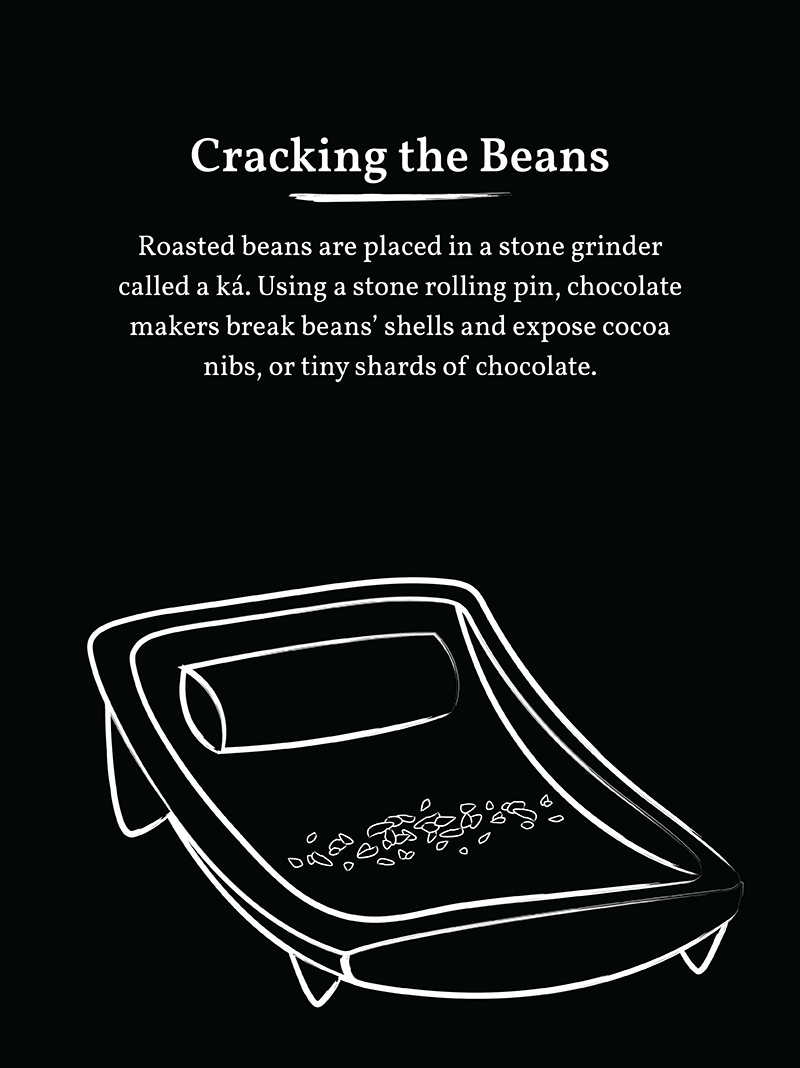 Cracking the Beans
Roasted beans are placed in a stone grinder
called a ká. Using a stone rolling pin, chocolate
makers break beans’ shells and expose cocoa
nibs, or tiny shards of chocolate.